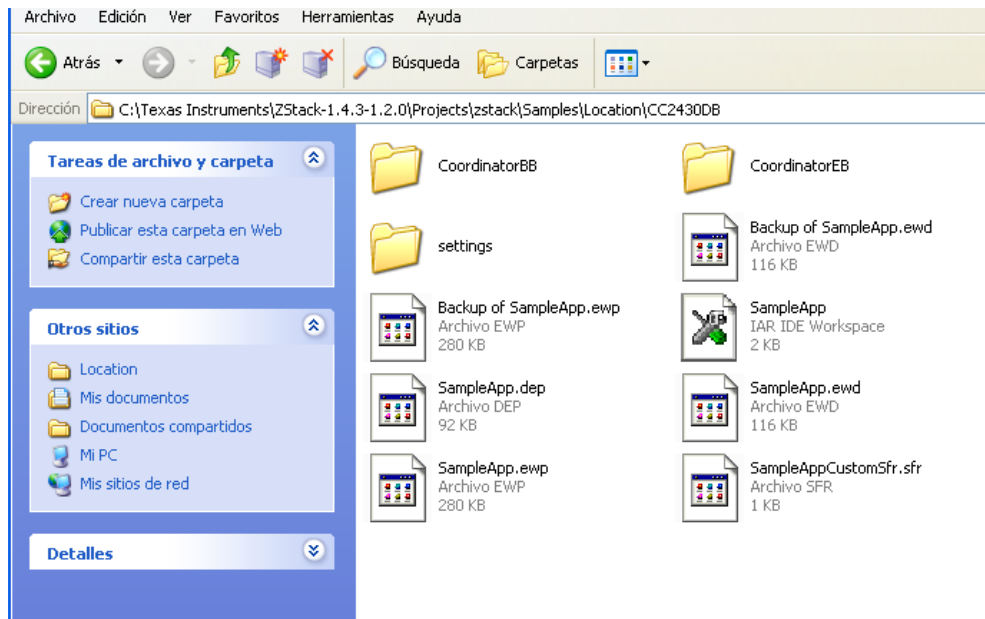 Archivo Edición Ver Favoritos Herramientas Ayuda
Atrás Búsqueda Carpetas
Dirección C:\Texas Instruments\ZStack-1.4.3-1.2.0\Projects\zstack\Samples\Location\CC2430DB
Tareas de archivo y carpeta
Crear nueva carpeta
Publicar esta carpeta en Web
Compartir esta carpeta
Otros sitios
Location
Mis documentos
Documentos compartidos
Mi PC
Mis sitios de red
Detalles
CoordinatorBB
CoordinatorEB
settings
Backup of SampleApp.ewd
Archivo EWD
116 KB
Backup of SampleApp.ewp
Archivo EWP
280 KB
SampleApp
IAR IDE Workspace
2 KB
SampleApp.dep
Archivo DEP
92 KB
SampleApp.ewd
Archivo EWD
116 KB
SampleApp.ewp
Archivo EWP
280 KB
SampleAppCustomSfr.sfr
Archivo SFR
1 KB